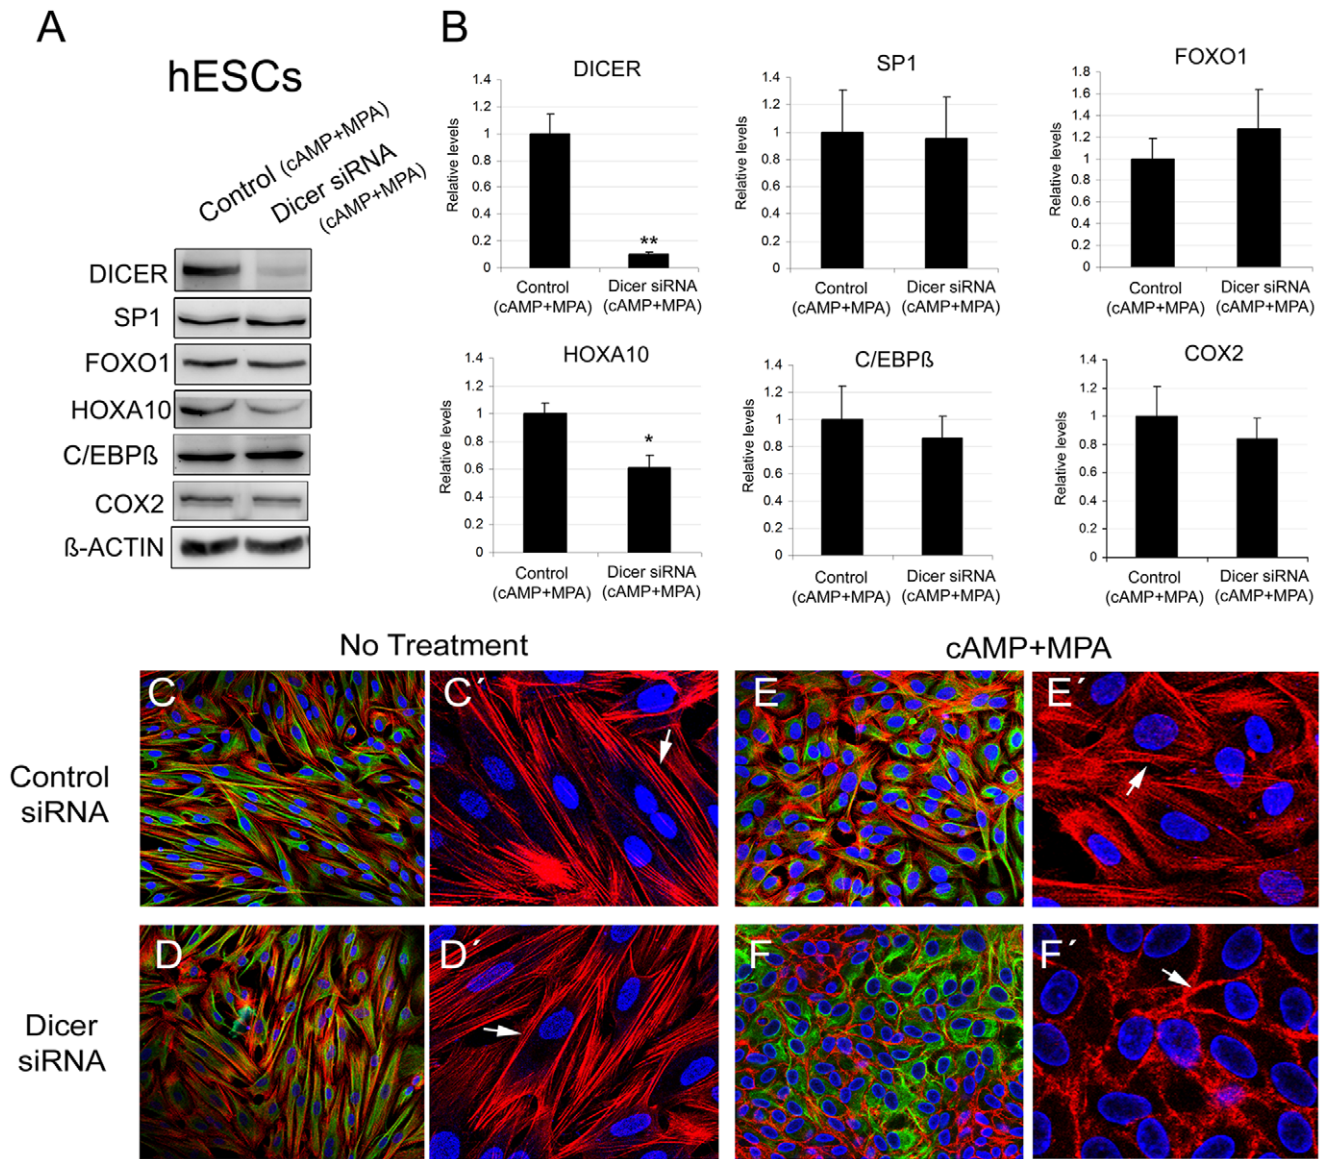 A
hESCs
Control (cAMP+MPA)
Dicer siRNA
(cAMP+MPA)
DICER
SP1
FOXO1
HOXA10
C/EBPß
COX2
ß-ACTIN
B
DICER
Relative levels
1.4
1.2
1
0.8
0.6
0.4
0.2
0
**
Control
(cAMP+MPA)
Dicer siRNA
(cAMP+MPA)
SP1
Relative levels
1.4
1.2
1
0.8
0.6
0.4
0.2
0
Control
(cAMP+MPA)
Dicer siRNA
(cAMP+MPA)
FOXO1
Relative levels
1.8
1.6
1.4
1.2
1
0.8
0.6
0.4
0.2
0
Control
(cAMP+MPA)
Dicer siRNA
(cAMP+MPA)
HOXA10
Relative levels
1.4
1.2
1
0.8
0.6
0.4
0.2
0
*
Control
(cAMP+MPA)
Dicer siRNA
(cAMP+MPA)
C/EBPß
Relative levels
1.4
1.2
1
0.8
0.6
0.4
0.2
0
Control
(cAMP+MPA)
Dicer siRNA
(cAMP+MPA)
COX2
Relative levels
1.4
1.2
1
0.8
0.6
0.4
0.2
0
Control
(cAMP+MPA)
Dicer siRNA
(cAMP+MPA)
No Treatment
cAMP+MPA
Control
siRNA
C
C´
E
E´
Dicer
siRNA
D
D´
F
F´